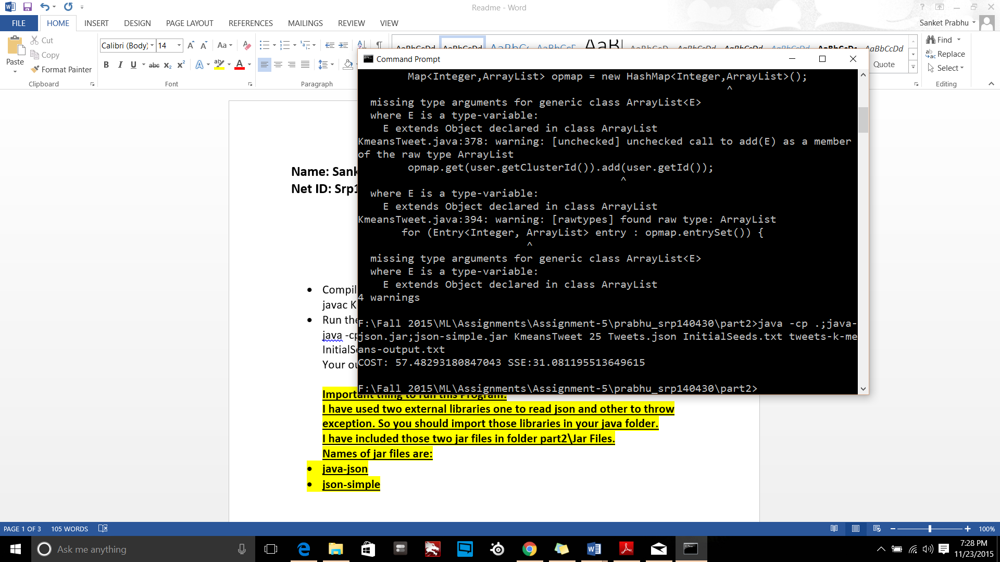 Readme - Word
FILE HOME INSERT DESIGN PAGE LAYOUT REFERENCES MAILINGS REVIEW VIEW
Sanket Prabhu
Paste
Cut
Copy
Format Painter
Clipboard
Calibri (Body) 14
Font
Paragraph
Find
Replace
Select
Quote
Editing
Command Prompt
Map<Integer,ArrayList> opmap = new HashMap<Integer,ArrayList>();
^
missing type arguments for generic class ArrayList<E>
where E is a type-variable:
E extends Object declared in class ArrayList
KmeansTweet.java:378: warning: [unchecked] unchecked call to add(E) as a member
of the raw type ArrayList
opmap.get(user.getClusterId()).add(user.getId());
^
where E is a type-variable:
E extends Object declared in class ArrayList
KmeansTweet.java:394: warning: [rawtypes] found raw type: ArrayList
for (Entry<Integer, ArrayList> entry : opmap.entrySet()) {
^
missing type arguments for generic class ArrayList<E>
where E is a type-variable:
E extends Object declared in class ArrayList
4 warnings
F:\Fall 2015\ML\Assignments\Assignment-5\prabhu_srp140430\part2>java -cp .;java-
json.jar;json-simple.jar KmeansTweet 25 Tweets.json InitialSeeds.txt tweets-k-me
ans-output.txt
COST: 57.48293180847043 SSE:31.081195513649615
F:\Fall 2015\ML\Assignments\Assignment-5\prabhu_srp140430\part2>
Name: Sank
Net ID: Srp1
• Compil
javac K
• Run the
java -cp
InitialSe
Your ou
Important thing to run this Program:
I have used two external libraries one to read json and other to throw
exception. So you should import those libraries in your java folder.
I have included those two jar files in folder part2\Jar Files.
Names of jar files are:
• java-json
• json-simple
PAGE 1 OF 3 105 WORDS
100%
Ask me anything
7:28 PM
11/23/2015